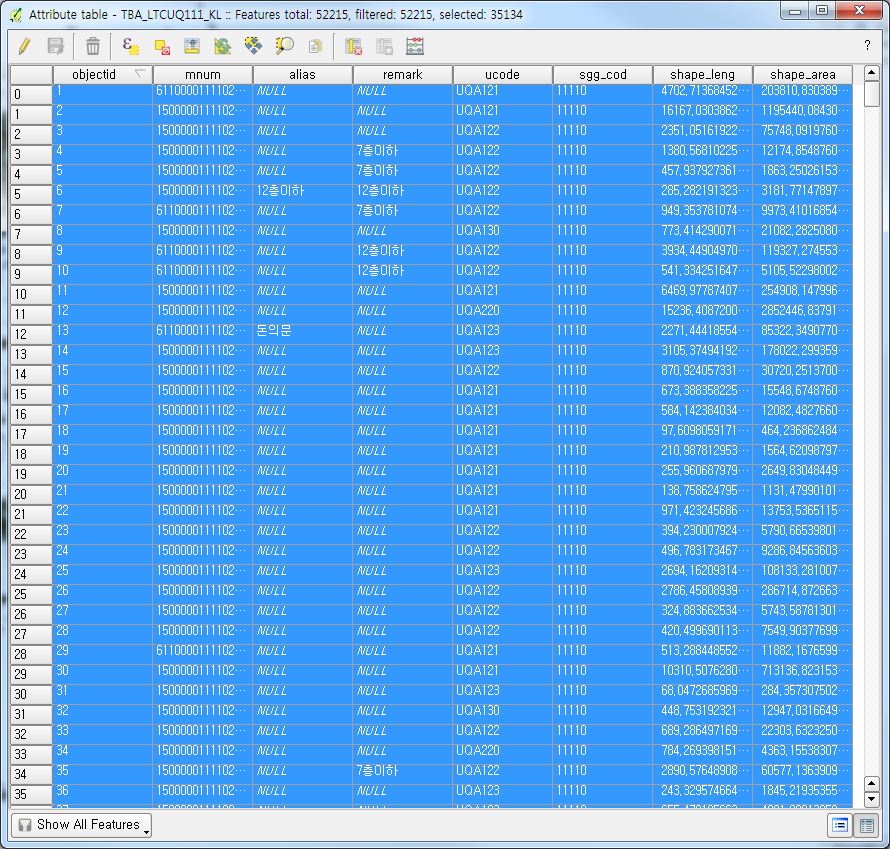 Attribute table - TBA_LTCUQ111_KL :: Features total: 52215, filtered: 52215, selected: 35134
?
objectid mnum alias remark ucode sgg_cod shape_leng shape_area
0 1 6110000111102… NULL NULL UQA121 11110 4702,71368452… 203810,830389…
1 2 1500000111102… NULL NULL UQA121 11110 16167,0303862… 1195440,08430…
2 3 1500000111102… NULL NULL UQA122 11110 2351,05161922… 75748,0919760…
3 4 1500000111102… NULL 7층이하 UQA122 11110 1380,56810225… 12174,8548760…
4 5 1500000111102… NULL 7층이하 UQA122 11110 457,937927361… 1863,25026153…
5 6 1500000111102… 12층이하 12층이하 UQA122 11110 285,282191323… 3181,77147897…
6 7 6110000111102… NULL 7층이하 UQA122 11110 949,353781074… 9973,41016854…
7 8 1500000111102… NULL NULL UQA130 11110 773,414290071… 21082,2825080…
8 9 6110000111102… NULL 12층이하 UQA122 11110 3934,44904970… 119327,274553…
9 10 6110000111102… NULL 12층이하 UQA122 11110 541,334251647… 5105,52298002…
10 11 1500000111102… NULL NULL UQA121 11110 6469,97787407… 254908,147996…
11 12 1500000111102… NULL NULL UQA220 11110 15236,4087200… 2852446,83791…
12 13 6110000111102… 돈의문 NULL UQA123 11110 2271,44418554… 85322,3490770…
13 14 1500000111102… NULL NULL UQA123 11110 3105,37494192… 178022,299359…
14 15 1500000111102… NULL NULL UQA122 11110 870,924057331… 30720,2513700…
15 16 1500000111102… NULL NULL UQA121 11110 673,388358225… 15548,6748760…
16 17 1500000111102… NULL NULL UQA121 11110 584,142384034… 12082,4827660…
17 18 1500000111102… NULL NULL UQA121 11110 97,6098059171… 464,236862484…
18 19 1500000111102… NULL NULL UQA121 11110 210,987812953… 1564,62098797…
19 20 1500000111102… NULL NULL UQA121 11110 255,960687979… 2649,83048449…
20 21 1500000111102… NULL NULL UQA121 11110 138,758624795… 1131,47990101…
21 22 1500000111102… NULL NULL UQA121 11110 971,423245686… 13753,5365115…
22 23 1500000111102… NULL NULL UQA122 11110 394,230007924… 5790,66539801…
23 24 1500000111102… NULL NULL UQA122 11110 496,783173467… 9286,84563603…
24 25 1500000111102… NULL NULL UQA123 11110 2694,16209314… 108133,281007…
25 26 1500000111102… NULL NULL UQA122 11110 2786,45808939… 286714,872663…
26 27 1500000111102… NULL NULL UQA122 11110 324,883662534… 5743,58781301…
27 28 1500000111102… NULL NULL UQA122 11110 420,499690113… 7549,90377699…
28 29 6110000111102… NULL NULL UQA121 11110 513,288448552… 11882,1676599…
29 30 1500000111102… NULL NULL UQA121 11110 10310,5076280… 713136,823153…
30 31 1500000111102… NULL NULL UQA123 11110 68,0472685969… 284,357307502…
31 32 1500000111102… NULL NULL UQA130 11110 448,753192321… 12947,0316649…
32 33 1500000111102… NULL NULL UQA122 11110 689,286497169… 22303,6323250…
33 34 1500000111102… NULL NULL UQA220 11110 784,269398151… 4363,15538307…
34 35 1500000111102… NULL 7층이하 UQA122 11110 2890,57648908… 60577,1363909…
35 36 1500000111102… NULL NULL UQA123 11110 243,329574664… 1845,21935355…
Show All Features